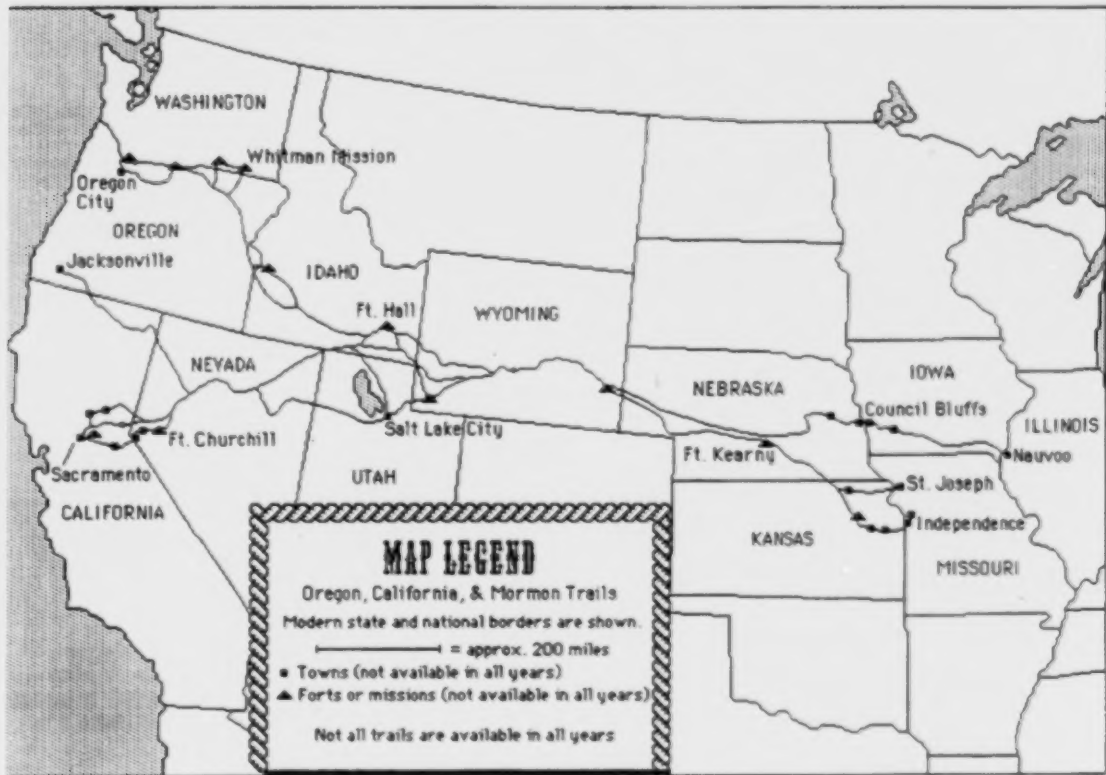 WASHINGTON
Whitman Mission
Oregon
City
OREGON
Jacksonville
IDAHO
Ft. Hall
WYOMING
NEVADA
NEBRASKA
IOWA
Council Bluffs
ILLINOIS
Salt Lake City
Ft. Churchill
Ft. Kearny
Nauvoo
Sacramento
UTAH
St. Joseph
CALIFORNIA
Independence
KANSAS
MISSOURI
MAP LEGEND
Oregon, California, & Mormon Trails
Modern state and national borders are shown.
= approx. 200 miles
Towns (not available in all years)
Forts or missions (not available in all years)
Not all trails are available in all years